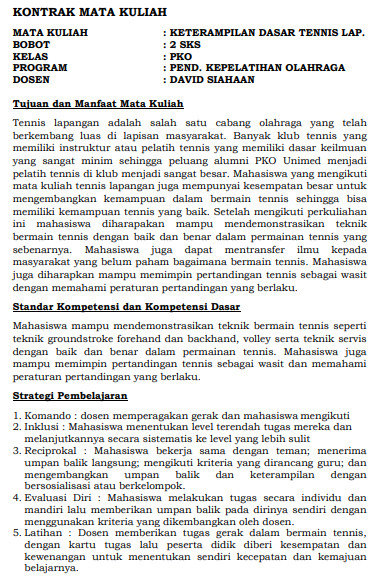 KONTRAK MATA KULIAH
MATA KULIAH : KETERAMPILAN DASAR TENNIS LAP.
BOBOT : 2 SKS
KELAS : PKO
PROGRAM : PEND. KEPELATIHAN OLAHRAGA
DOSEN : DAVID SIAHAAN
Tujuan dan Manfaat Mata Kuliah
Tennis lapangan adalah salah satu cabang olahraga yang telah
berkembang luas di lapisan masyarakat. Banyak klub tennis yang
memiliki instruktur atau pelatih tennis yang memiliki dasar keilmuan
yang sangat minim sehingga peluang alumni PKO Unimed menjadi
pelatih tennis di klub menjadi sangat besar. Mahasiswa yang mengikuti
mata kuliah tennis lapangan juga mempunyai kesempatan besar untuk
mengembangkan kemampuan dalam bermain tennis sehingga bisa
memiliki kemampuan tennis yang baik. Setelah mengikuti perkuliahan
ini mahasiswa diharapakan mampu mendemonstrasikan teknik
bermain tennis dengan baik dan benar dalam permainan tennis yang
sebenarnya. Mahasiswa juga dapat mentransfer ilmu kepada
masyarakat yang belum paham bagaimana bermain tennis. Mahasiswa
juga diharapkan mampu memimpin pertandingan tennis sebagai wasit
dengan memahami peraturan pertandingan yang berlaku.
Standar Kompetensi dan Kompetensi Dasar
Mahasiswa mampu mendemonstrasikan teknik bermain tennis seperti
teknik groundstroke forehand dan backhand, volley serta teknik servis
dengan baik dan benar dalam permainan tennis. Mahasiswa juga
mampu memimpin pertandingan tennis sebagai wasit dan memahami
peraturan pertandingan yang berlaku.
Strategi Pembelajaran
1. Komando : dosen memperagakan gerak dan mahasiswa mengikuti
2. Inklusi : Mahasiswa menentukan level terendah tugas mereka dan
melanjutkannya secara sistematis ke level yang lebih sulit
3. Reciprokal : Mahasiswa bekerja sama dengan teman; menerima
umpan balik langsung; mengikuti kriteria yang dirancang guru; dan
mengembangkan umpan balik dan keterampilan dengan
bersosialisasi atau berkelompok.
4. Evaluasi Diri : Mahasiswa melakukan tugas secara individu dan
mandiri lalu memberikan umpan balik pada dirinya sendiri dengan
menggunakan kriteria yang dikembangkan oleh dosen.
5. Latihan : Dosen memberikan tugas gerak dalam bermain tennis,
dengan kartu tugas lalu peserta didik diberi kesempatan dan
kewenangan untuk menentukan sendiri kecepatan dan kemajuan
belajarnya.